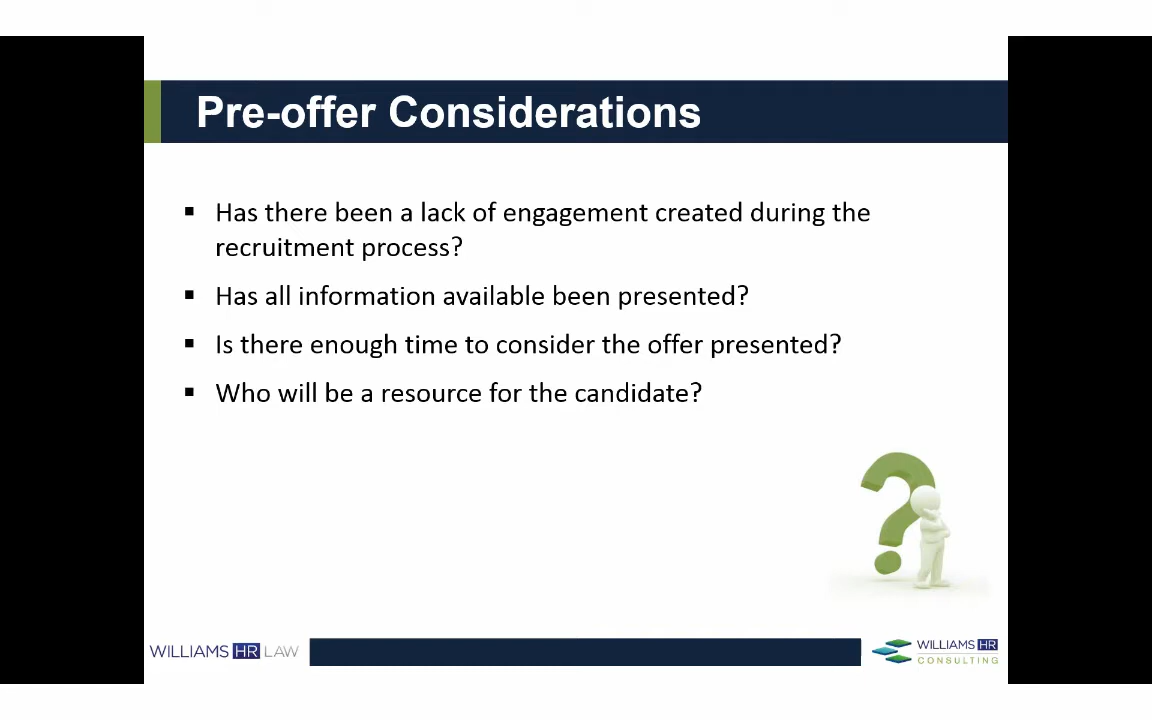 Pre-offer Considerations
▪ Has there been a lack of engagement created during the
recruitment process?
▪ Has all information available been presented?
▪ Is there enough time to consider the offer presented?
▪ Who will be a resource for the candidate?
WILLIAMS HR LAW
WILLIAMS HR
CONSULTING